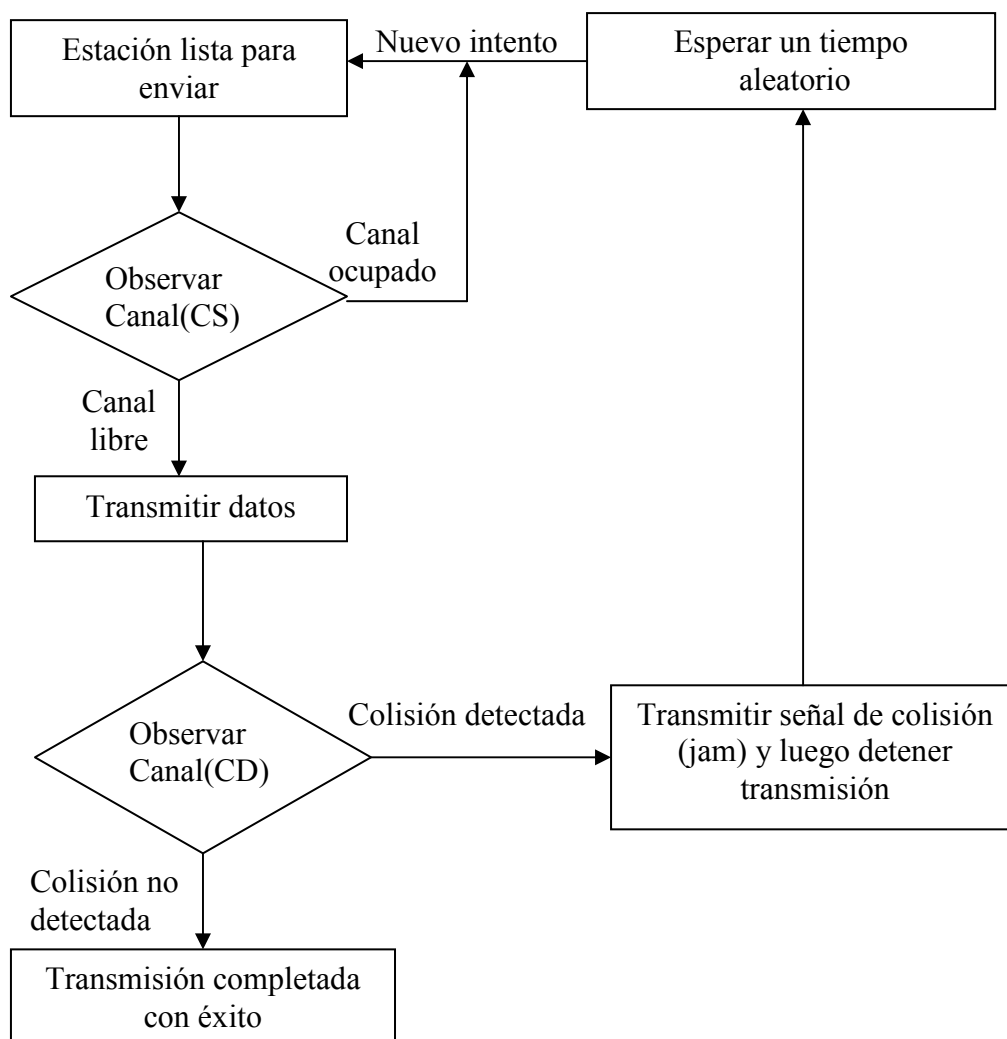 Estación lista para
enviar
Nuevo intento
Esperar un tiempo
aleatorio
Canal
ocupado
Observar
Canal(CS)
Canal
libre
Transmitir datos
Observar
Canal(CD)
Colisión detectada
Transmitir señal de colisión
(jam) y luego detener
transmisión
Colisión no
detectada
Transmisión completada
con éxito